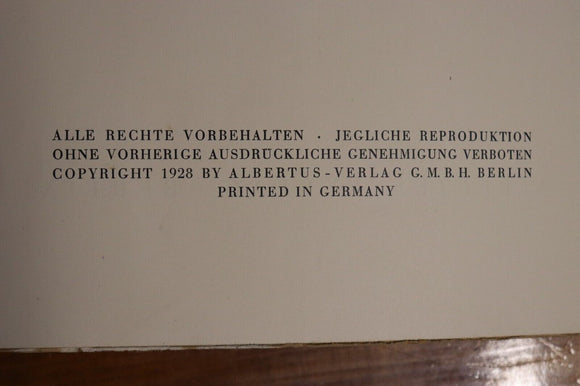 ALLE RECHTE VORBEHALTEN · JEGLICHE REPRODUKTION
OHNE VORHERIGE AUSDRÜCKLICHE GENEHMIGUNG VERBOTEN
COPYRIGHT 1928 BY ALBERTUS-VERLAG G. M. B. H. BERLIN
PRINTED IN GERMANY